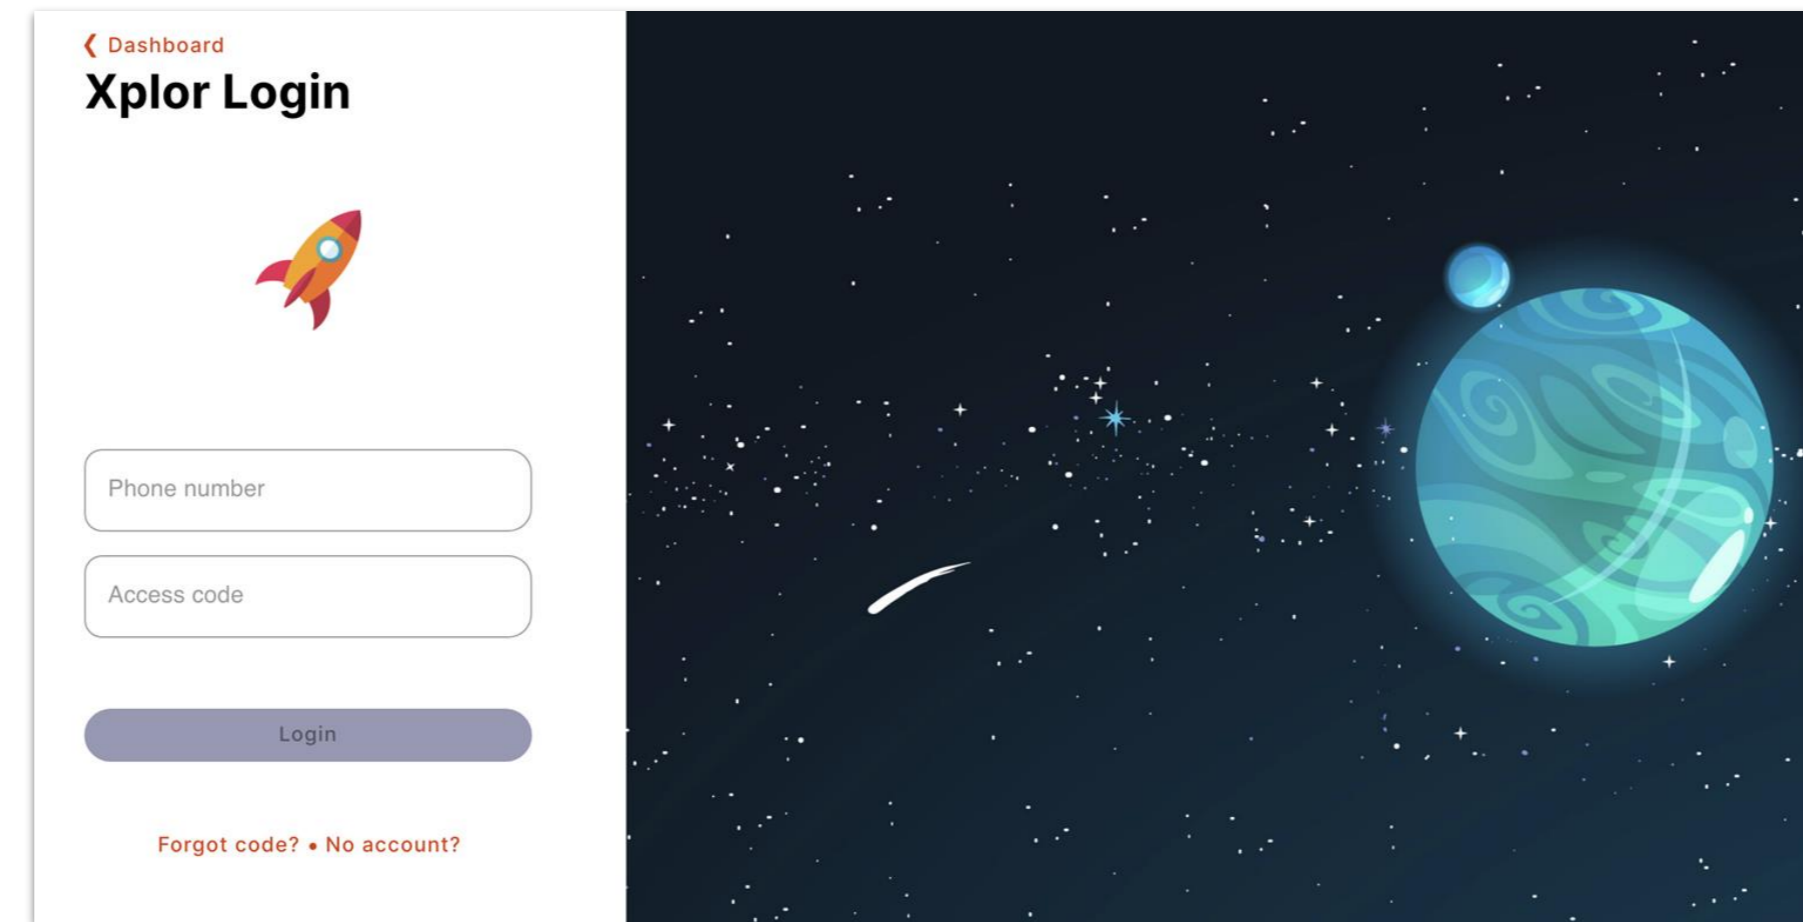 ❮ Dashboard
Xplor Login
Phone number
Access code
Login
Forgot code? • No account?